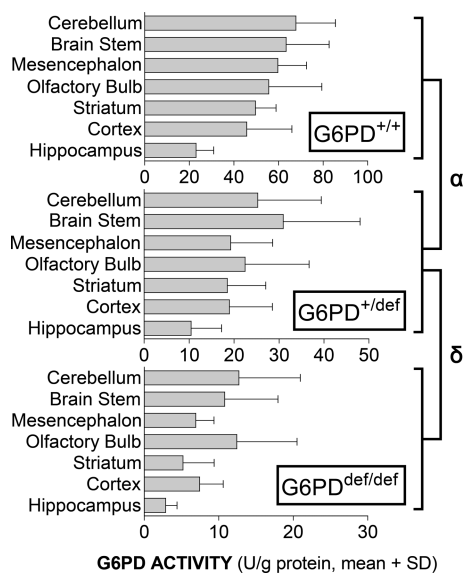 Cerebellum
Brain Stem
Mesencephalon
Olfactory Bulb
Striatum
Cortex
Hippocampus
G6PD+/+
0 20 40 60 80 100
α
Cerebellum
Brain Stem
Mesencephalon
Olfactory Bulb
Striatum
Cortex
Hippocampus
G6PD+/def
0 10 20 30 40 50
δ
Cerebellum
Brain Stem
Mesencephalon
Olfactory Bulb
Striatum
Cortex
Hippocampus
G6PDdef/def
0 10 20 30
G6PD ACTIVITY (U/g protein, mean + SD)